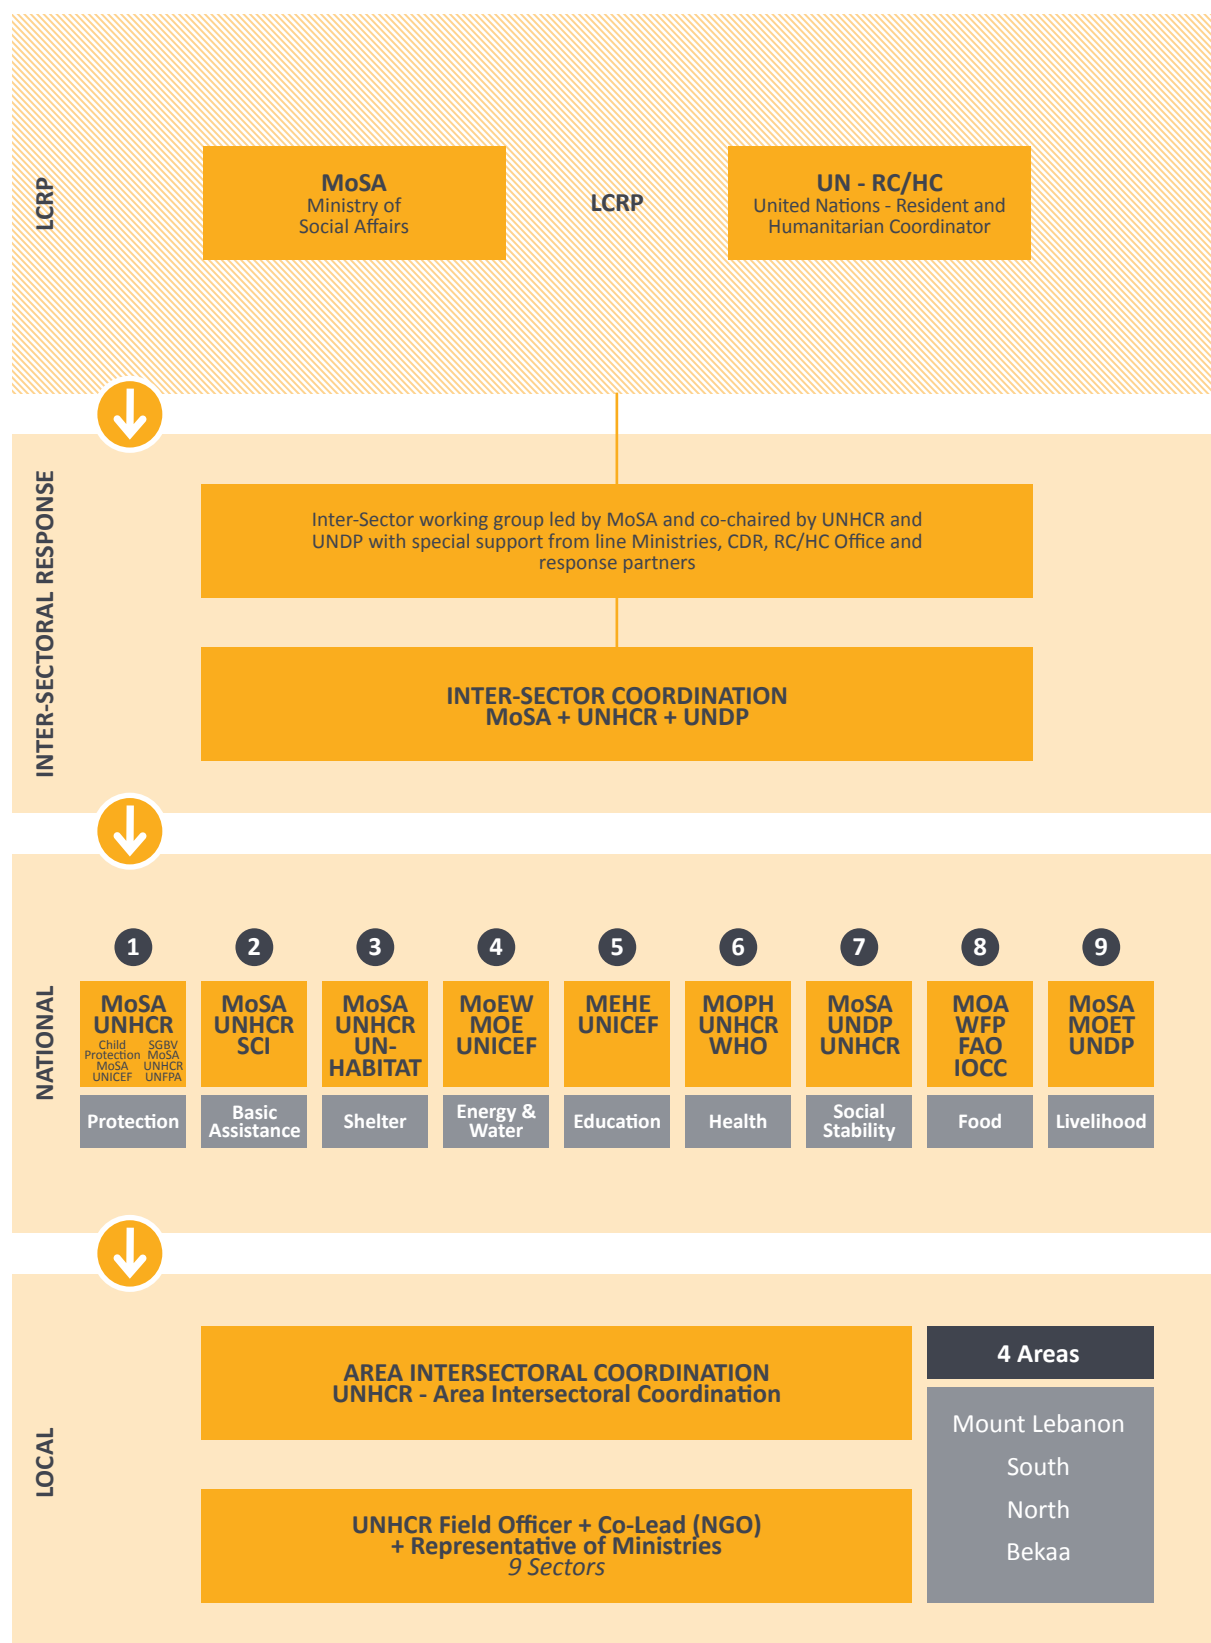 LCRP
MoSA
Ministry of
Social Affairs
LCRP
UN - RC/HC
United Nations - Resident and
Humanitarian Coordinator
INTER-SECTORAL RESPONSE
Inter-Sector working group led by MoSA and co-chaired by UNHCR and
UNDP with special support from line Ministries, CDR, RC/HC Office and
response partners
INTER-SECTOR COORDINATION
MoSA + UNHCR + UNDP
NATIONAL
1
MoSA
UNHCR
Child
Protection
MoSA
UNICEF
SGBV
MoSA
UNHCR
UNFPA
Protection
2
MoSA
UNHCR
SCI
Basic
Assistance
3
MoSA
UNHCR
UN-
HABITAT
Shelter
4
MoEW
MOE
UNICEF
Energy &
Water
5
MEHE
UNICEF
Education
6
MOPH
UNHCR
WHO
Health
7
MoSA
UNDP
UNHCR
Social
Stability
8
MOA
WFP
FAO
IOCC
Food
9
MoSA
MOET
UNDP
Livelihood
LOCAL
AREA INTERSECTORAL COORDINATION
UNHCR - Area Intersectoral Coordination
UNHCR Field Officer + Co-Lead (NGO)
+ Representative of Ministries
9 Sectors
4 Areas
Mount Lebanon
South
North
Bekaa